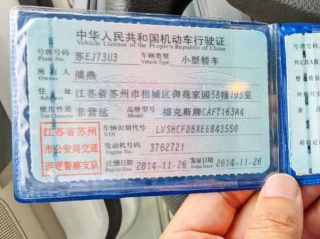 中华人民共和国机动车行驶证
Vehicle License of the People's Republic of China
号牌号码 苏EJ73U3 车辆类型 小型轿车
Vehicle Type
所有人 熊燕
江苏省苏州市相城区御苑家园58幢105室
使用性质 非营运 品牌型号 福克斯牌CAF7163A4
江苏省苏州 车辆识别代号 LVSHCFDBXEE843550
VIN
市公安局交通 发动机号码 3702721
Engine No.
巡逻警察支队 注册日期 2014-11-26 发证日期 2014-11-26